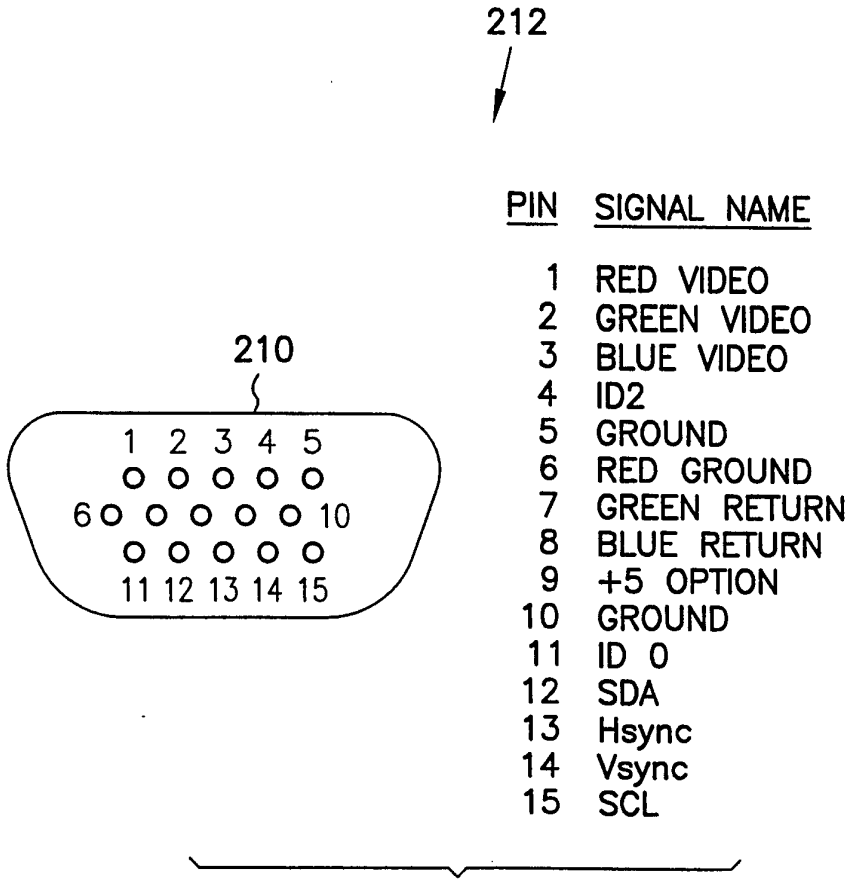 212
PIN SIGNAL NAME
1 RED VIDEO
2 GREEN VIDEO
3 BLUE VIDEO
4 ID2
5 GROUND
6 RED GROUND
7 GREEN RETURN
8 BLUE RETURN
9 +5 OPTION
10 GROUND
11 ID 0
12 SDA
13 Hsync
14 Vsync
15 SCL
210
1 2 3 4 5
6 10
11 12 13 14 15